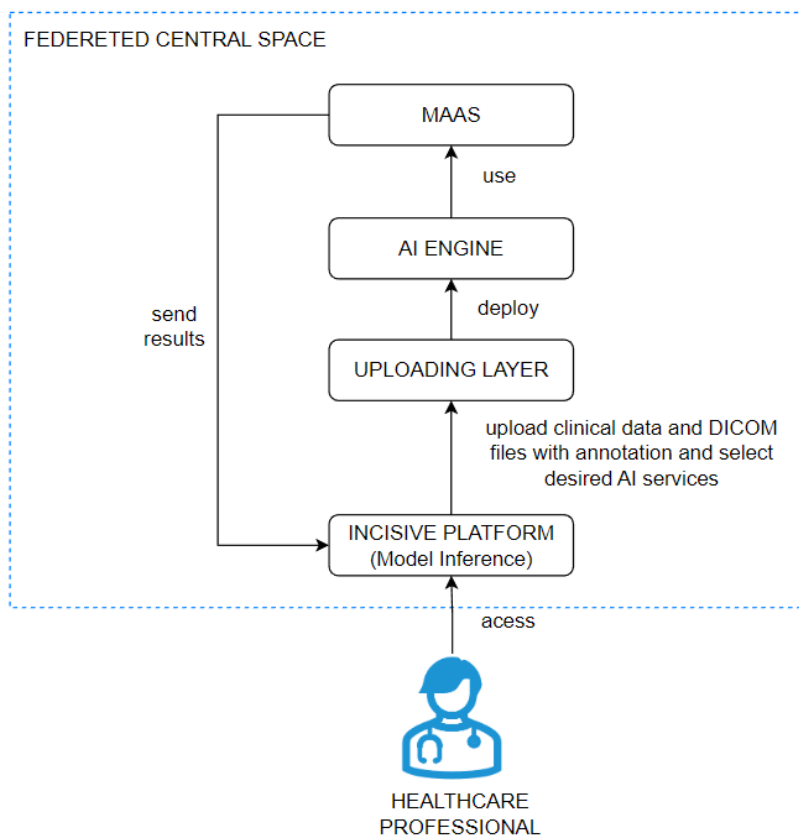 FEDERETED CENTRAL SPACE
MAAS
use
AI ENGINE
send
results
deploy
UPLOADING LAYER
upload clinical data and DICOM
files with annotation and select
desired AI services
INCISIVE PLATFORM
(Model Inference)
acess
HEALTHCARE
PROFESSIONAL